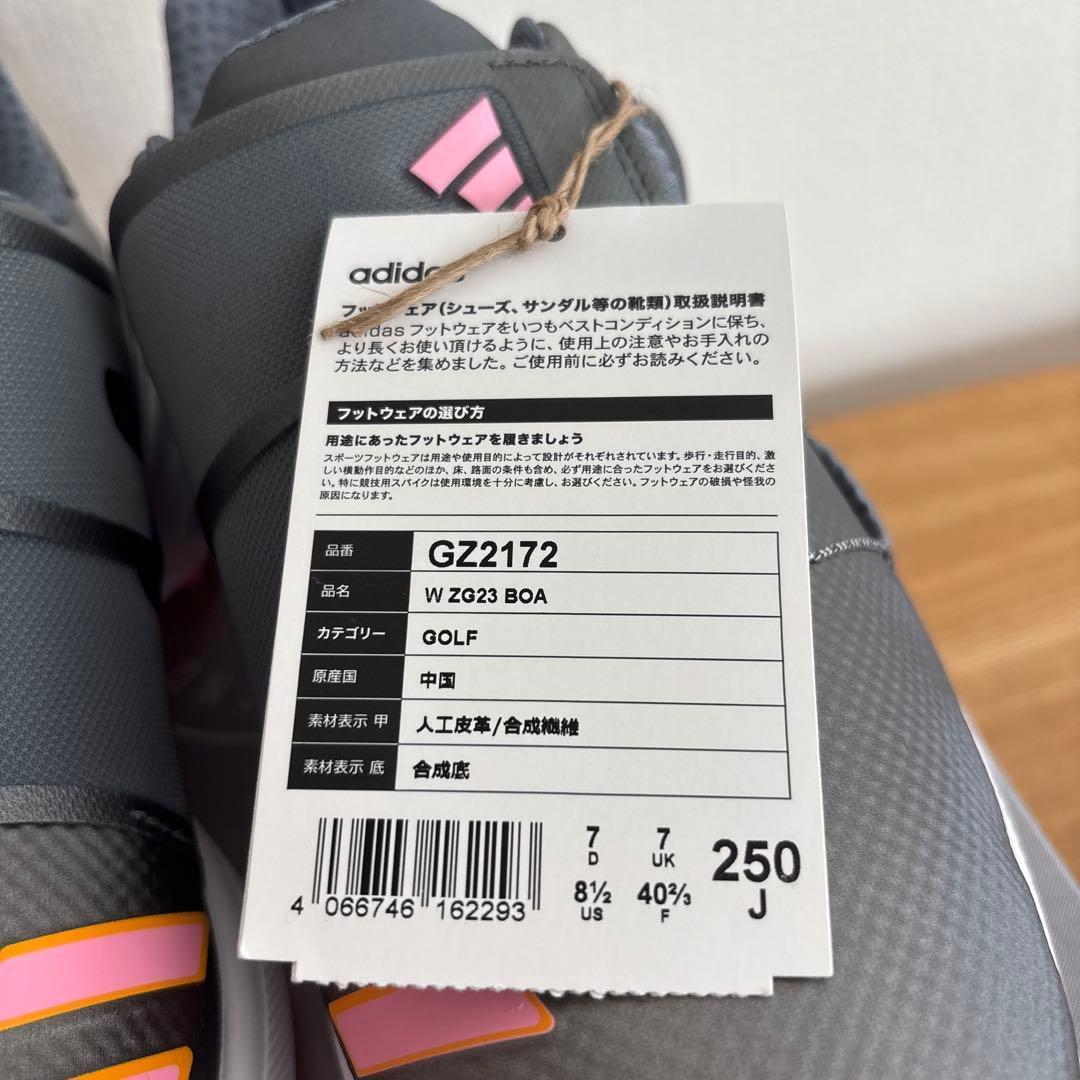 adidas
フットウェア(シューズ、サンダル等の靴類)取扱説明書
adidas フットウェアをいつもベストコンディションに保ち、
より長くお使い頂けるように、使用上の注意やお手入れの
方法などを集めました。ご使用前に必ずお読みください。
フットウェアの選び方
用途にあったフットウェアを履きましょう
スポーツフットウェアは用途や使用目的によって設計がそれぞれされています。歩行・走行目的、激
しい横動作目的などのほか、床、路面の条件も含め、必ず用途に合ったフットウェアをお選びくださ
い。特に競技用スパイクは使用環境を十分に考慮し、お選びください。フットウェアの破損や怪我の
原因になります。
品番 GZ2172
品名 W ZG23 BOA
カテゴリー GOLF
原産国 中国
素材表示 甲 人工皮革/合成繊維
素材表示 底 合成底
7 D 7 UK 250 J
8½ US 40⅔ F
4 066746 162293